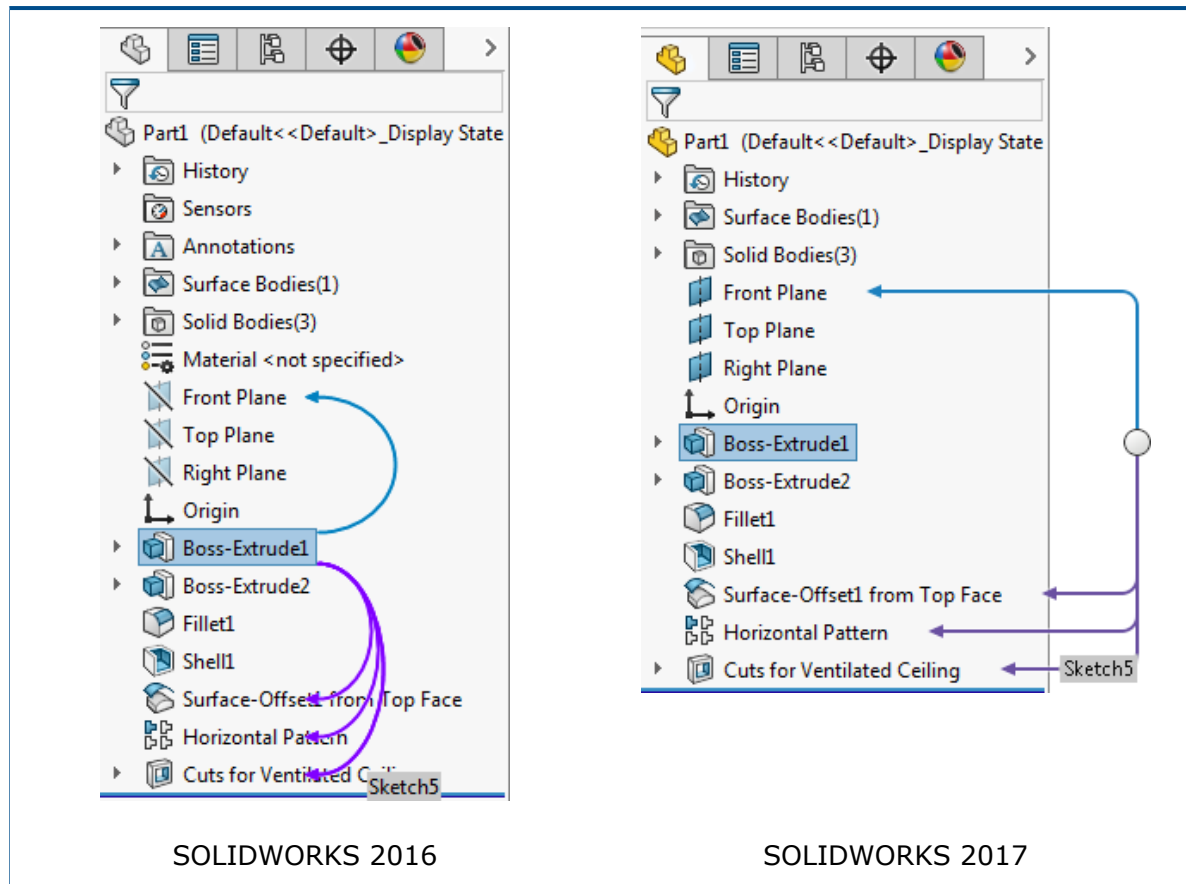 Part1 (Default<<Default>_Display State
History
Sensors
Annotations
Surface Bodies(1)
Solid Bodies(3)
Material <not specified>
Front Plane
Top Plane
Right Plane
Origin
Boss-Extrude1
Boss-Extrude2
Fillet1
Shell1
Surface-Offset1 from Top Face
Horizontal Pattern
Cuts for Ventilated Ceiling
Sketch5
SOLIDWORKS 2016
Part1 (Default<<Default>_Display State
History
Surface Bodies(1)
Solid Bodies(3)
Front Plane
Top Plane
Right Plane
Origin
Boss-Extrude1
Boss-Extrude2
Fillet1
Shell1
Surface-Offset1 from Top Face
Horizontal Pattern
Cuts for Ventilated Ceiling
Sketch5
SOLIDWORKS 2017